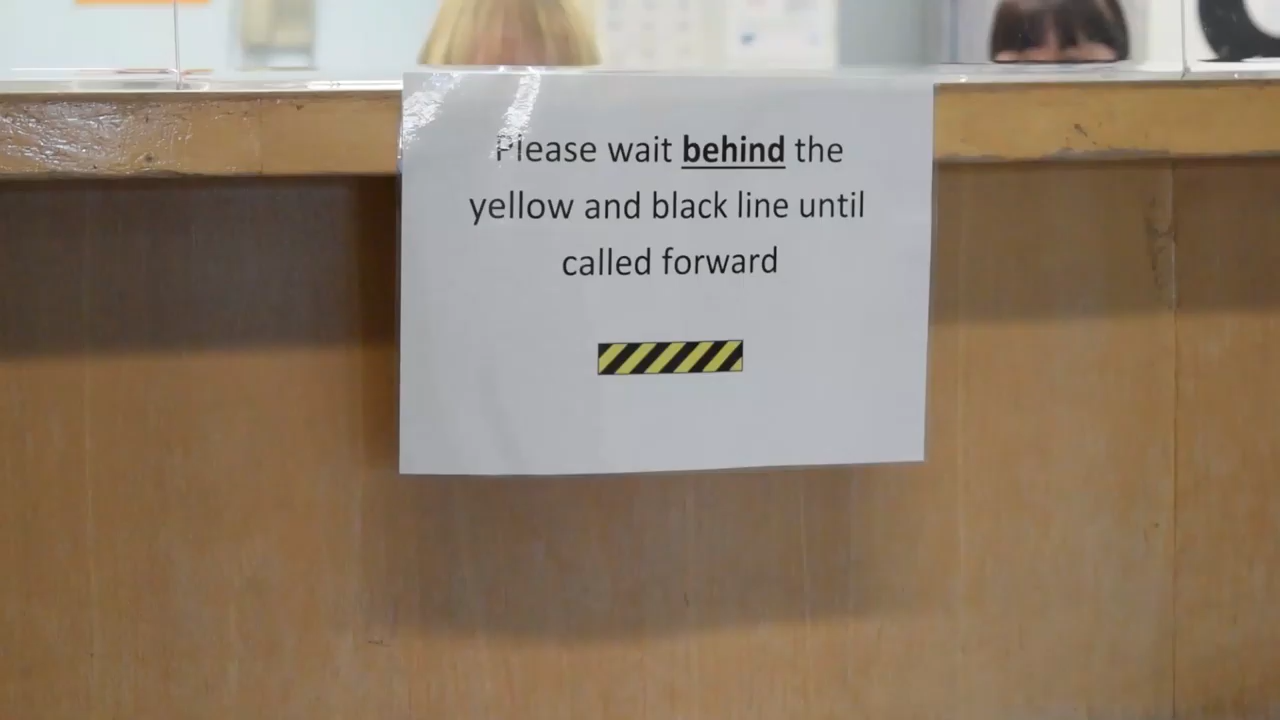 Please wait behind the
yellow and black line until
called forward